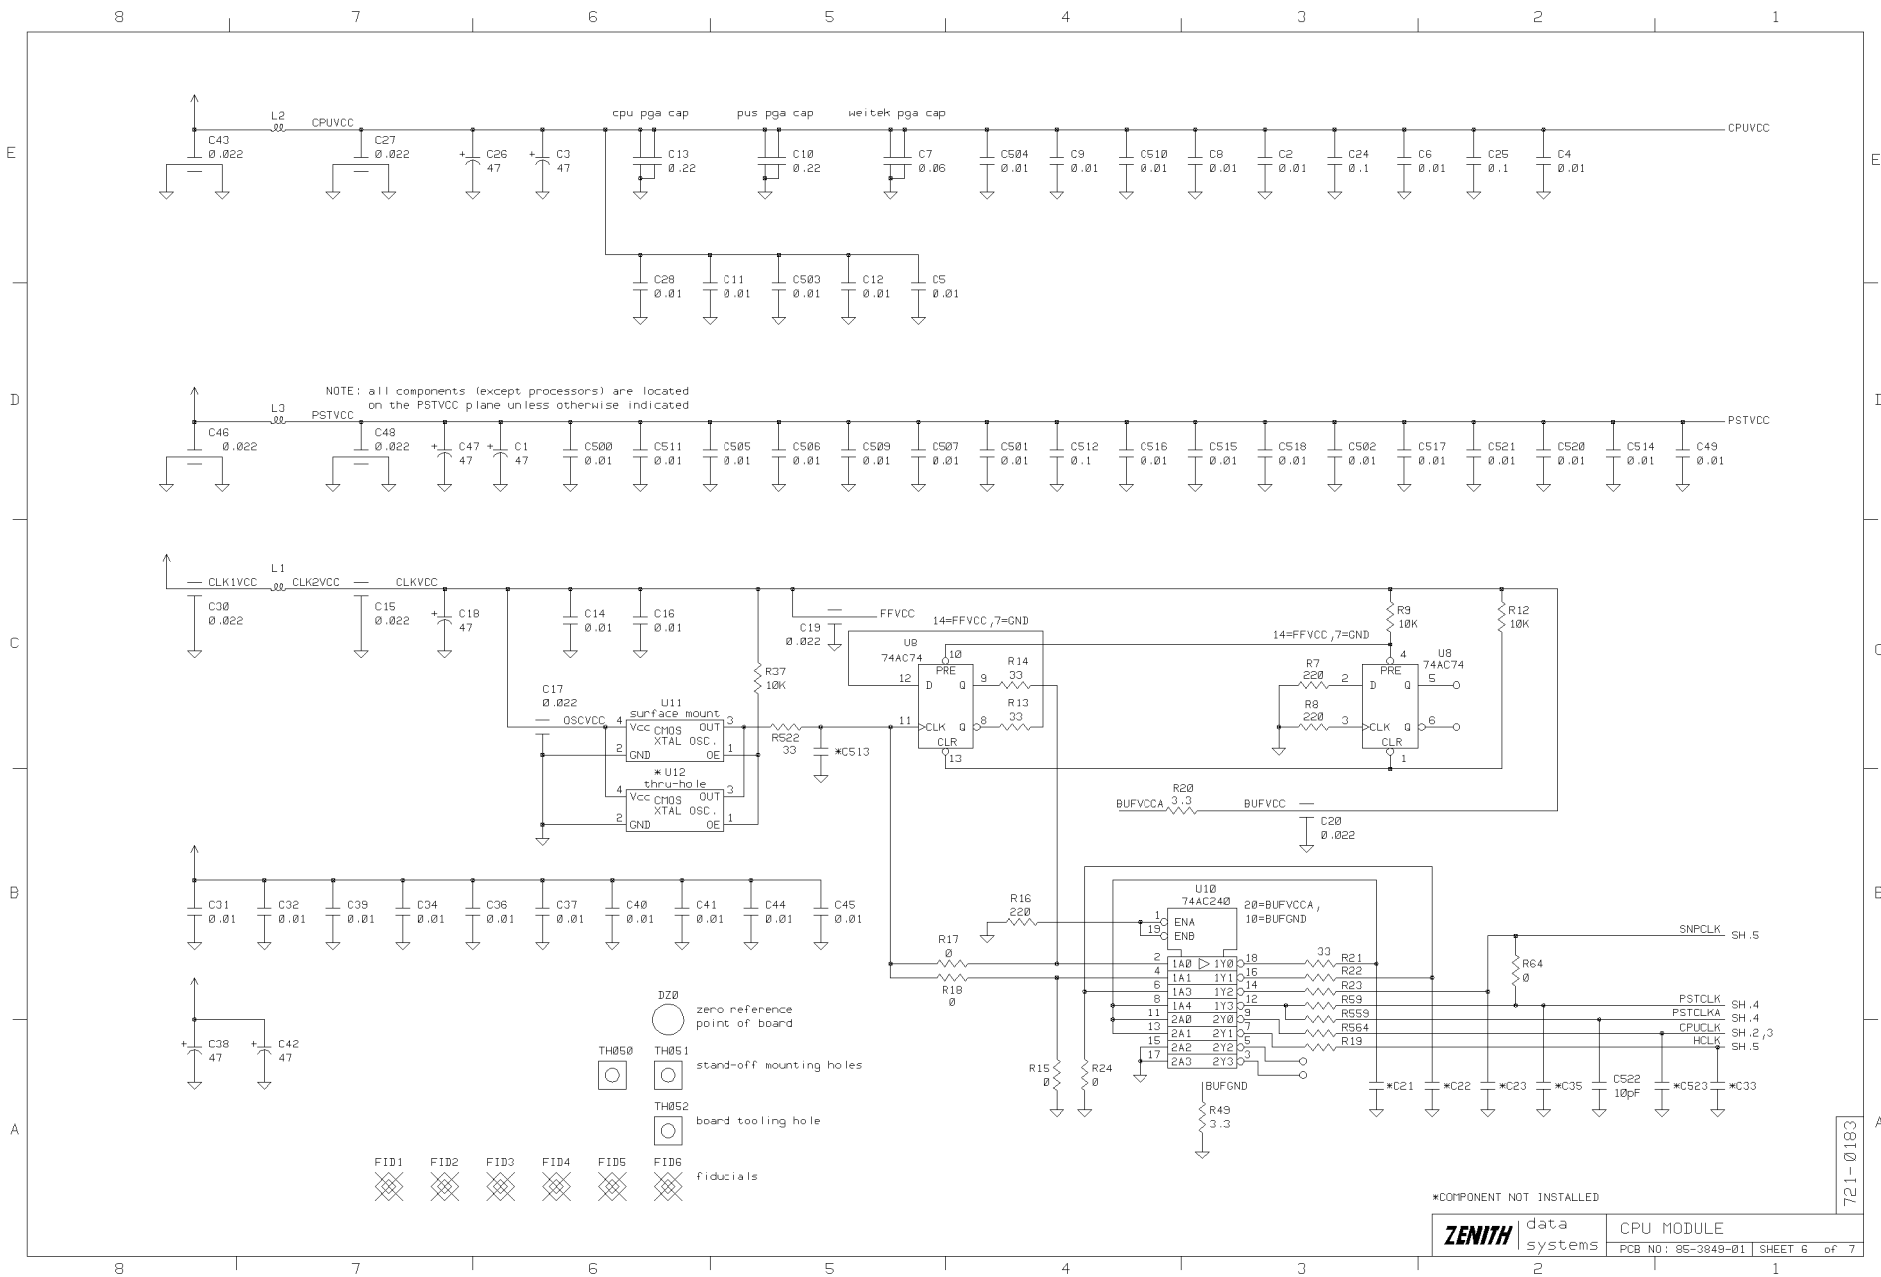 8 7 6 5 4 3 2 1
E E
cpu pga cap pus pga cap weitek pga cap
L2
CPUVCC CPUVCC
C43 0.022
C27 0.022
C26 47
C3 47
C13 0.22
C10 0.22
C7 0.06
C504 0.01
C9 0.01
C510 0.01
C8 0.01
C2 0.01
C24 0.1
C6 0.01
C25 0.1
C4 0.01
C28 0.01
C11 0.01
C503 0.01
C12 0.01
C5 0.01
D
NOTE: all components (except processors) are located
on the PSTVCC plane unless otherwise indicated
L3
PSTVCC PSTVCC
C46 0.022
C48 0.022
C47 47
C1 47
C500 0.01
C511 0.01
C505 0.01
C506 0.01
C509 0.01
C507 0.01
C501 0.01
C512 0.1
C516 0.01
C515 0.01
C518 0.01
C502 0.01
C517 0.01
C521 0.01
C520 0.01
C514 0.01
C49 0.01
C
L1
CLK1VCC CLK2VCC CLKVCC
C30 0.022
C15 0.022
C18 47
C14 0.01
C16 0.01
R37 10K
C19 0.022
FFVCC
14=FFVCC,7=GND
U8
74AC74
10
PRE
12 D Q 9
11 CLK Q 8
CLR
13
R14 33
R13 33
14=FFVCC,7=GND
R9 10K
R12 10K
U8
74AC74
4
PRE
2 D Q 5
3 CLK Q 6
CLR
1
R7 220
R8 220
C17 0.022
OSCVCC
U11
surface mount
4 Vcc OUT 3
CMOS
XTAL OSC.
2 GND OE 1
R522 33
*C513
*U12
thru-hole
4 Vcc OUT 3
CMOS
XTAL OSC.
2 GND OE 1
BUFVCCA
R20 3.3
BUFVCC
C20 0.022
B
C31 0.01
C32 0.01
C39 0.01
C34 0.01
C36 0.01
C37 0.01
C40 0.01
C41 0.01
C44 0.01
C45 0.01
R16 220
U10
74AC240
20=BUFVCCA,
10=BUFGND
1 ENA
19 ENB
2 1A0 1Y0 18
4 1A1 1Y1 16
6 1A3 1Y2 14
8 1A4 1Y3 12
11 2A0 2Y0 9
13 2A1 2Y1 7
15 2A2 2Y2 5
17 2A3 2Y3 3
BUFGND
R49 3.3
R17 0
R18 0
R15 0
R24 0
33 R21
R22
R23
R59
R559
R564
R19
R64 0
SNPCLK SH.5
PSTCLK SH.4
PSTCLKA SH.4
CPUCLK SH.2,3
HCLK SH.5
*C21
*C22
*C23
*C35
C522 10pF
*C523
*C33
C38 47
C42 47
DZ0
zero reference
point of board
TH050 TH051
stand-off mounting holes
TH052
board tooling hole
A A
FID1 FID2 FID3 FID4 FID5 FID6
fiducials
721-0183
*COMPONENT NOT INSTALLED
ZENITH data systems
CPU MODULE
PCB NO: 85-3849-01 SHEET 6 of 7
8 7 6 5 4 3 2 1